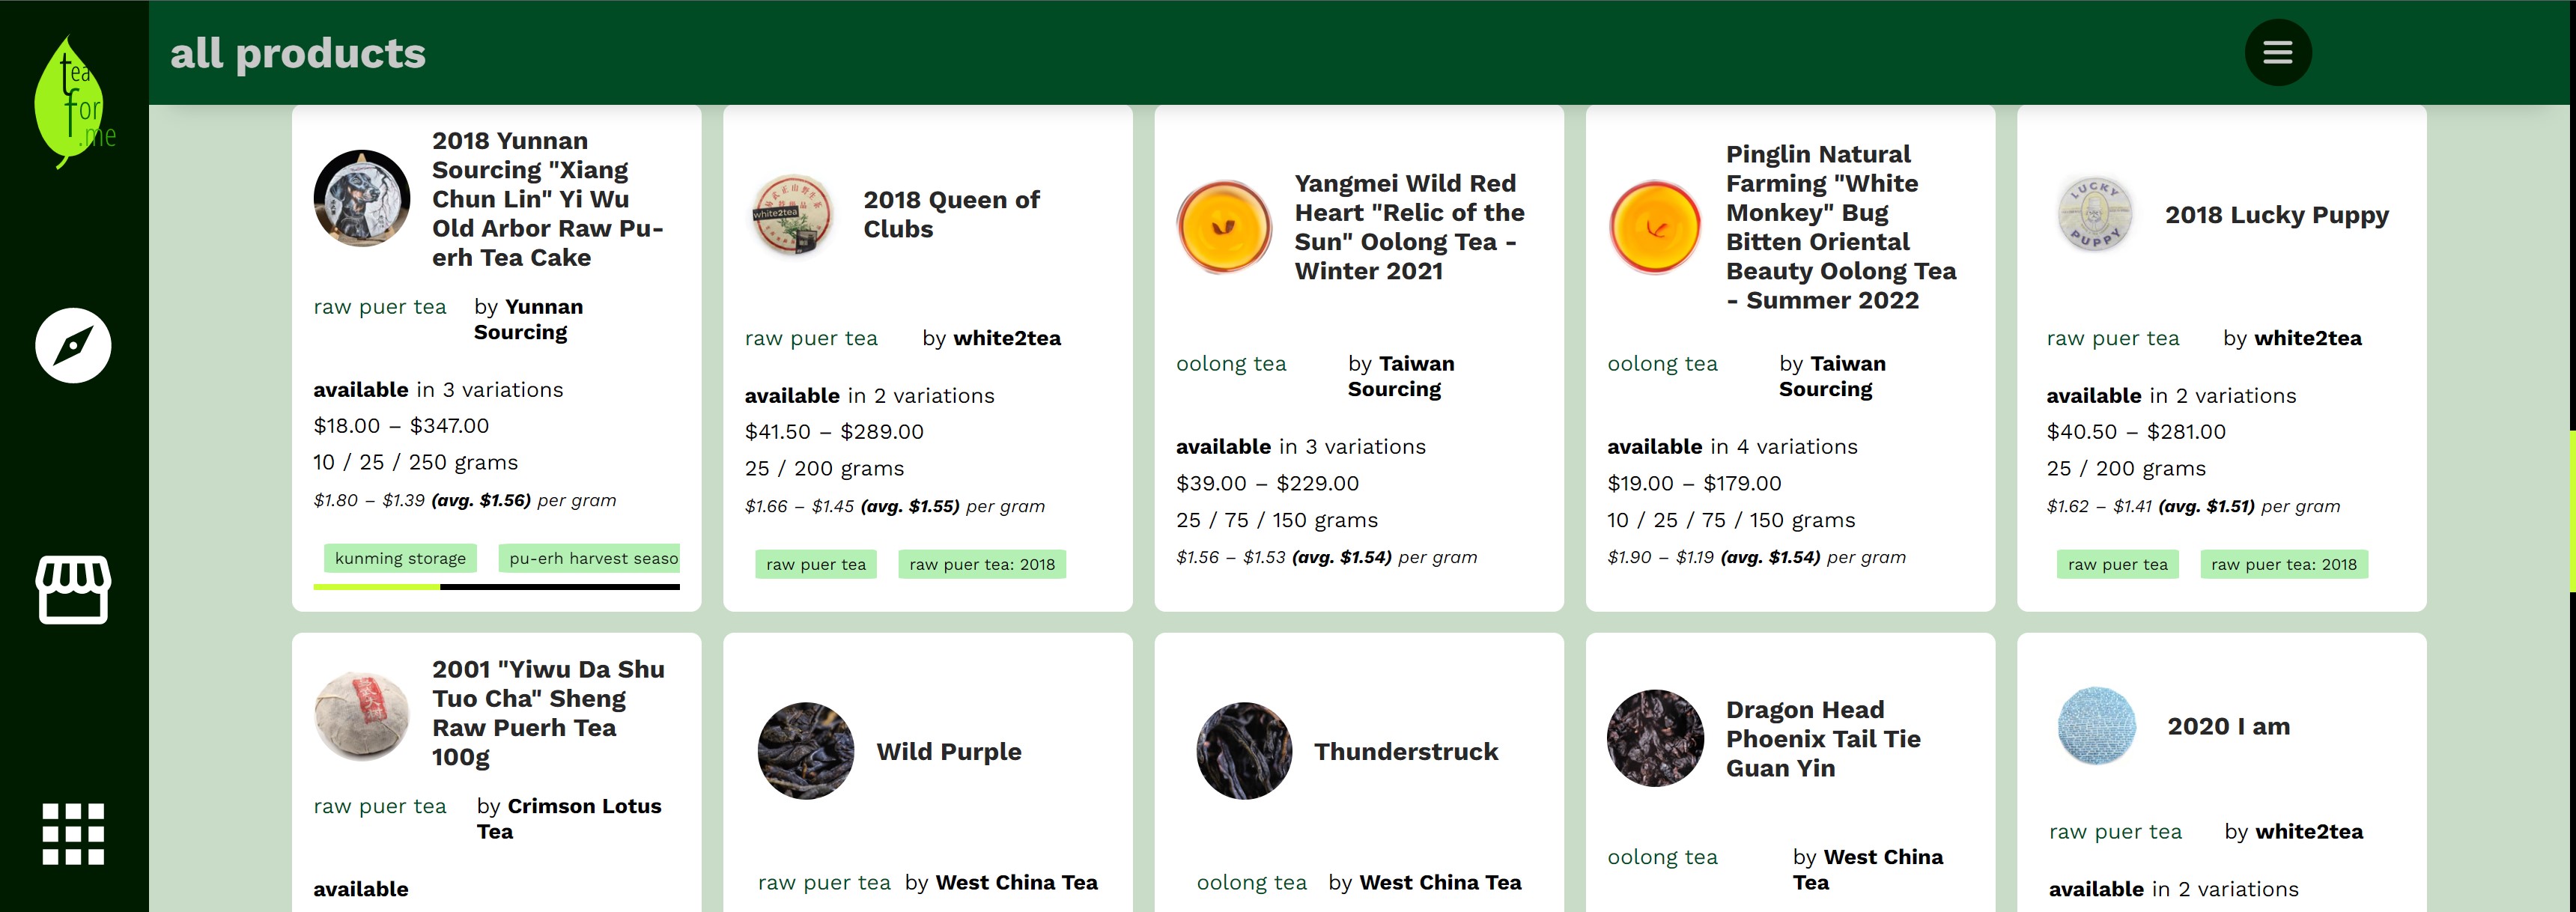 tea
for
.me
all products
2018 Yunnan
Sourcing "Xiang
Chun Lin" Yi Wu
Old Arbor Raw Pu-
erh Tea Cake
raw puer tea
by Yunnan
Sourcing
available in 3 variations
$18.00 – $347.00
10 / 25 / 250 grams
$1.80 – $1.39 (avg. $1.56) per gram
kunming storage
pu-erh harvest seaso
white2tea
2018 Queen of
Clubs
raw puer tea
by white2tea
available in 2 variations
$41.50 – $289.00
25 / 200 grams
$1.66 – $1.45 (avg. $1.55) per gram
raw puer tea
raw puer tea: 2018
Yangmei Wild Red
Heart "Relic of the
Sun" Oolong Tea -
Winter 2021
oolong tea
by Taiwan
Sourcing
available in 3 variations
$39.00 – $229.00
25 / 75 / 150 grams
$1.56 – $1.53 (avg. $1.54) per gram
Pinglin Natural
Farming "White
Monkey" Bug
Bitten Oriental
Beauty Oolong Tea
- Summer 2022
oolong tea
by Taiwan
Sourcing
available in 4 variations
$19.00 – $179.00
10 / 25 / 75 / 150 grams
$1.90 – $1.19 (avg. $1.54) per gram
LUCKY
PUPPY
2018 Lucky Puppy
raw puer tea
by white2tea
available in 2 variations
$40.50 – $281.00
25 / 200 grams
$1.62 – $1.41 (avg. $1.51) per gram
raw puer tea
raw puer tea: 2018
2001 "Yiwu Da Shu
Tuo Cha" Sheng
Raw Puerh Tea
100g
raw puer tea
by Crimson Lotus
Tea
available
Wild Purple
raw puer tea
by West China Tea
Thunderstruck
oolong tea
by West China Tea
Dragon Head
Phoenix Tail Tie
Guan Yin
oolong tea
by West China
Tea
2020 I am
raw puer tea
by white2tea
available in 2 variations